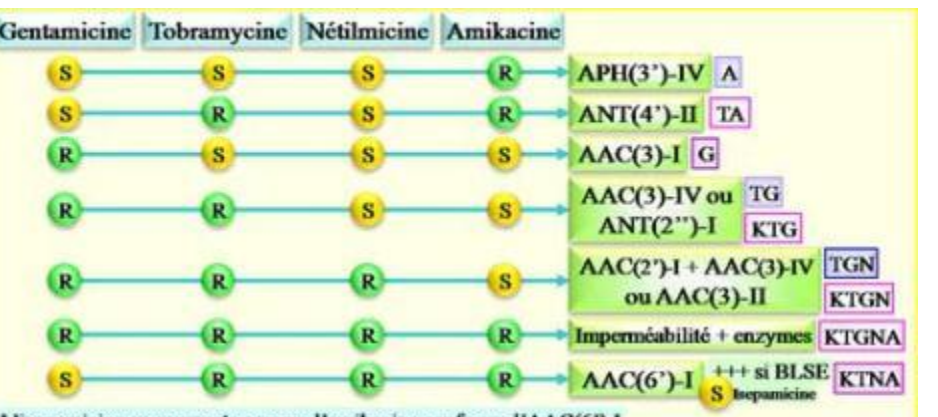 Gentamicine Tobramycine Nétilmicine Amikacine
S S S R APH(3')-IV A
S R S R ANT(4')-II TA
R S S S AAC(3)-I G
R R S S AAC(3)-IV ou TG
ANT(2'')-I KTG
R R R S AAC(2')-I + AAC(3)-IV TGN
ou AAC(3)-II KTGN
R R R R Imperméabilité + enzymes KTGNA
S R R R AAC(6')-I +++ si BLSE KTNA
S Isepamicine